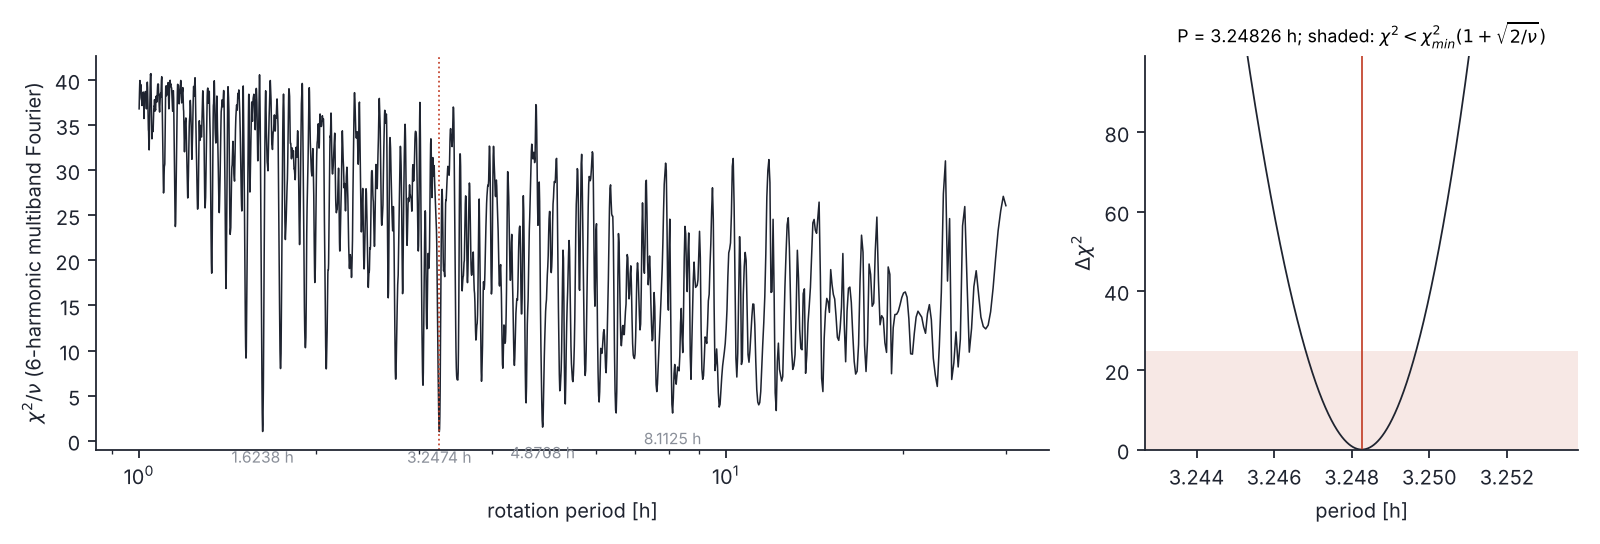 P = 3.24826 h; shaded: χ² < χ²min(1 + √2/ν)
χ²/ν (6-harmonic multiband Fourier)
40
35
30
25
20
15
10
5
0
1.6238 h
3.2474 h
4.8708 h
8.1125 h
10⁰
10¹
rotation period [h]
Δχ²
80
60
40
20
0
3.244
3.246
3.248
3.250
3.252
period [h]